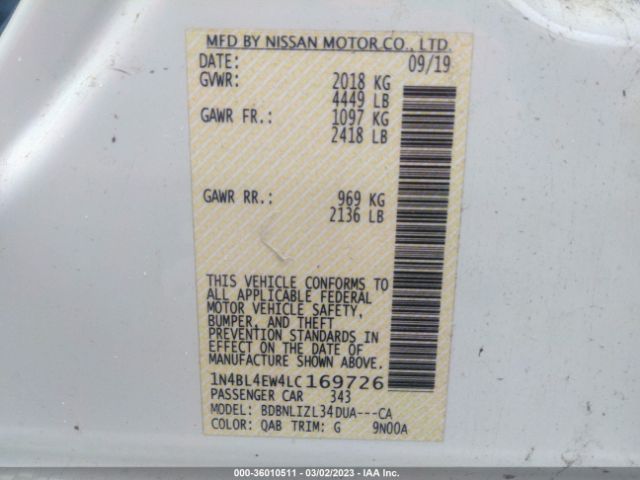 MFD BY NISSAN MOTOR CO., LTD.
DATE: 09/19
GVWR: 2018 KG
4449 LB
GAWR FR.: 1097 KG
2418 LB
GAWR RR.: 969 KG
2136 LB
THIS VEHICLE CONFORMS TO
ALL APPLICABLE FEDERAL
MOTOR VEHICLE SAFETY,
BUMPER, AND THEFT
PREVENTION STANDARDS
IN EFFECT ON THE DATE OF
MANUFACTURE SHOWN ABOVE.
1N4BL4EW4LC169726
PASSENGER CAR 343
MODEL: BDBNLIZL34DUA---CA
COLOR: QAB TRIM: G 9N00A
000-36010511 — 03/02/2023 — IAA Inc.